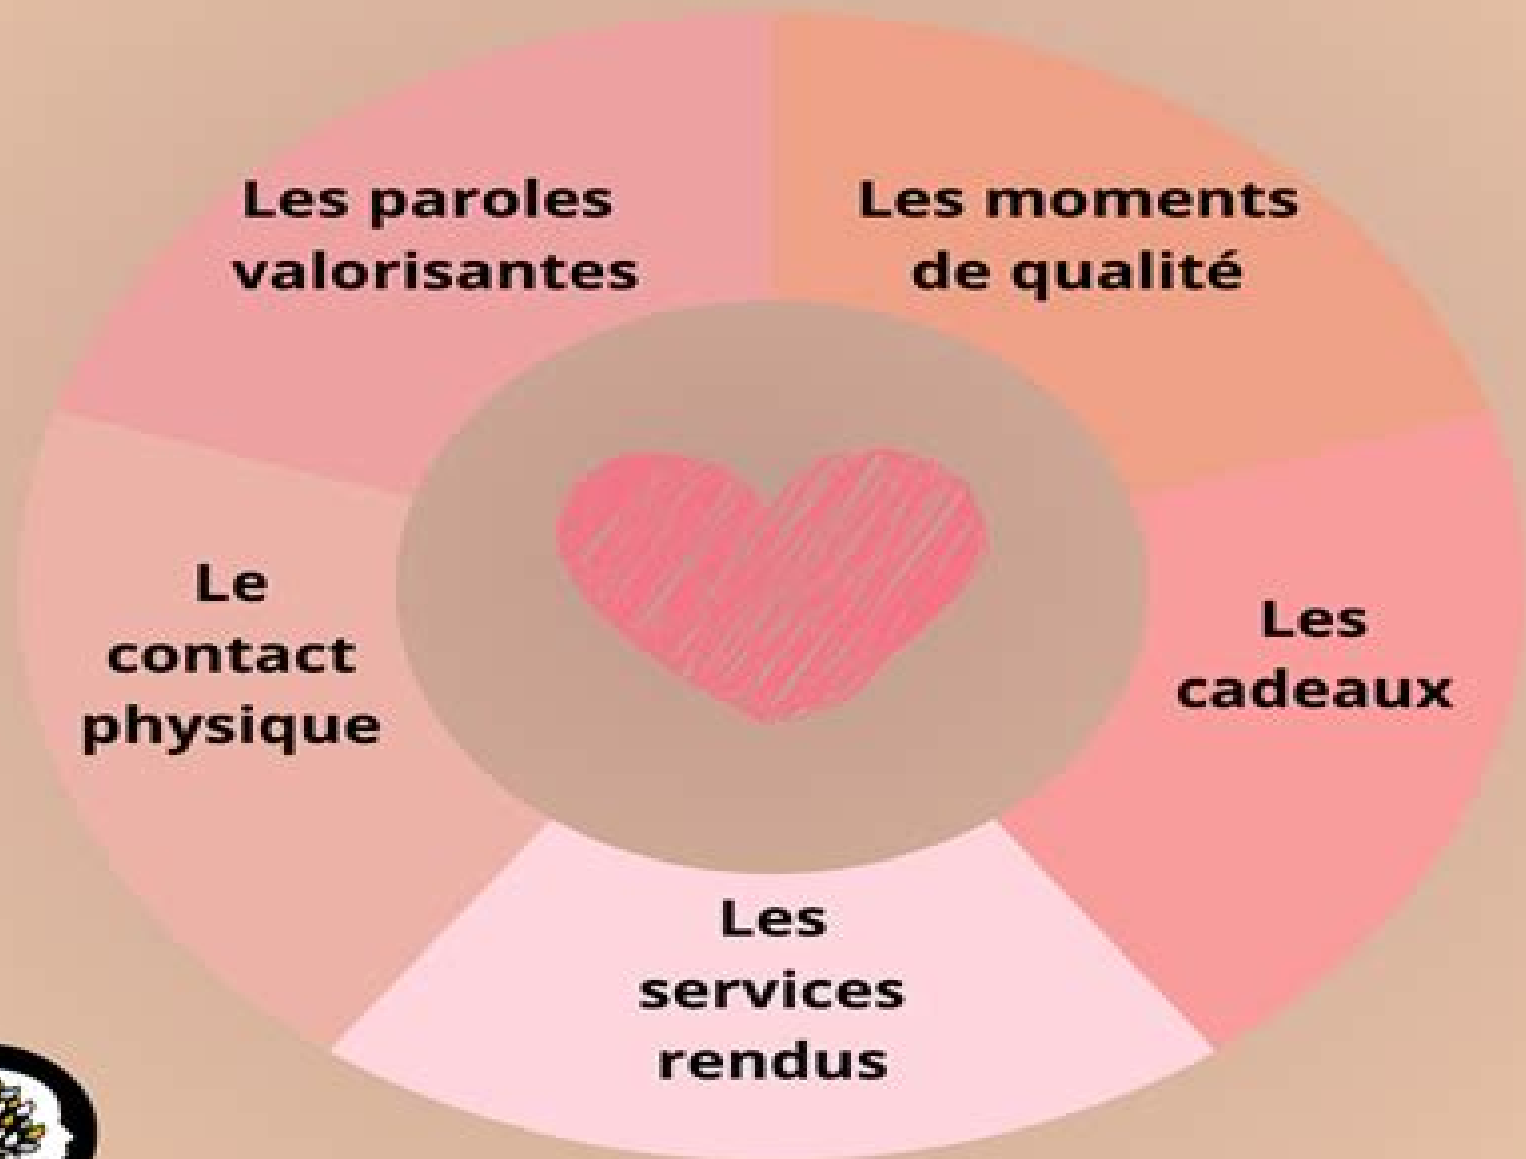 Les paroles
valorisantes
Les moments
de qualité
Le
contact
physique
Les
cadeaux
Les
services
rendus